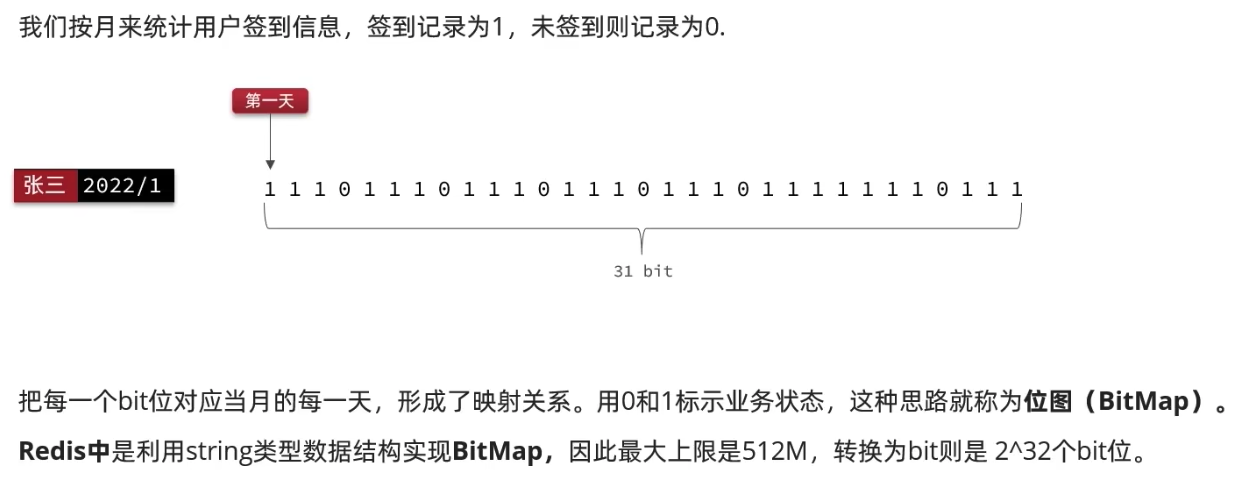 我们按月来统计用户签到信息，签到记录为1，未签到则记录为0.
第一天
张三 2022/1
1 1 1 0 1 1 1 0 1 1 1 0 1 1 1 0 1 1 1 0 1 1 1 1 1 1 1 0 1 1 1
31 bit
把每一个bit位对应当月的每一天，形成了映射关系。用0和1标示业务状态，这种思路就称为位图（BitMap）。
Redis中是利用string类型数据结构实现BitMap，因此最大上限是512M，转换为bit则是 2^32个bit位。